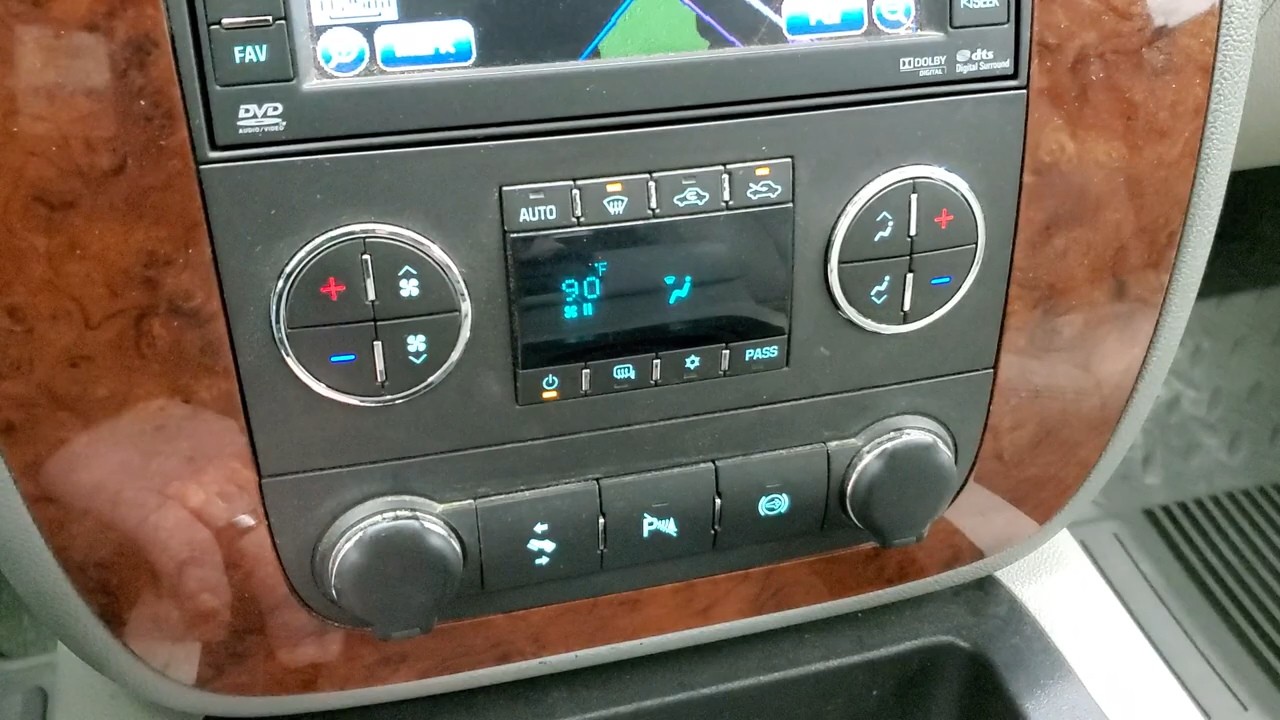 SEEK
FAV
DVD
AUDIO/VIDEO
DOLBY
DIGITAL
dts
Digital Surround
AUTO
90 °F
PASS